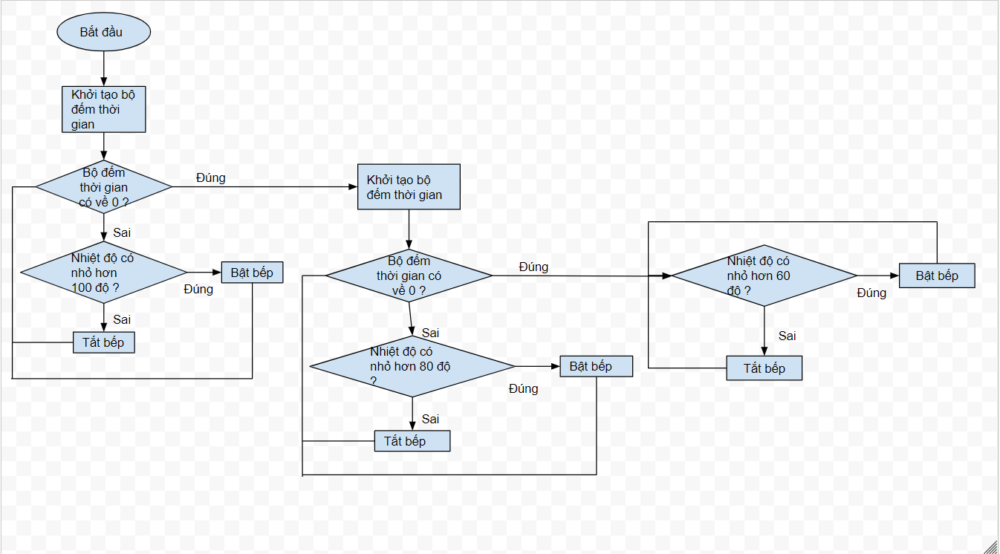 Bắt đầu
Khởi tạo bộ
đếm thời
gian
Bộ đếm
thời gian
có về 0 ?
Đúng
Sai
Nhiệt độ có
nhỏ hơn
100 độ ?
Đúng
Bật bếp
Sai
Tắt bếp
Khởi tạo bộ
đếm thời gian
Bộ đếm
thời gian có
về 0 ?
Đúng
Sai
Nhiệt độ có
nhỏ hơn 80 độ
?
Đúng
Bật bếp
Sai
Tắt bếp
Nhiệt độ có
nhỏ hơn 60
độ ?
Đúng
Bật bếp
Sai
Tắt bếp